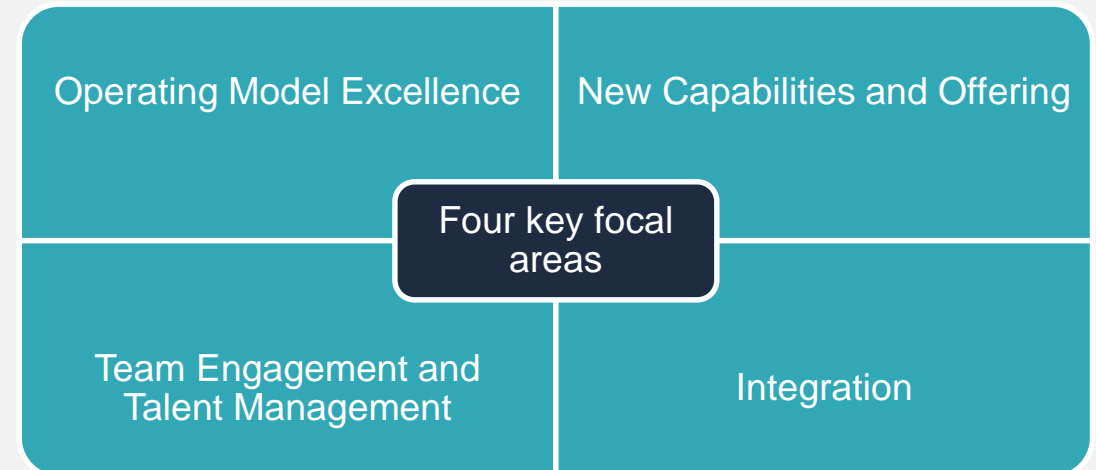 Operating Model Excellence
New Capabilities and Offering
Four key focal
areas
Team Engagement and
Talent Management
Integration